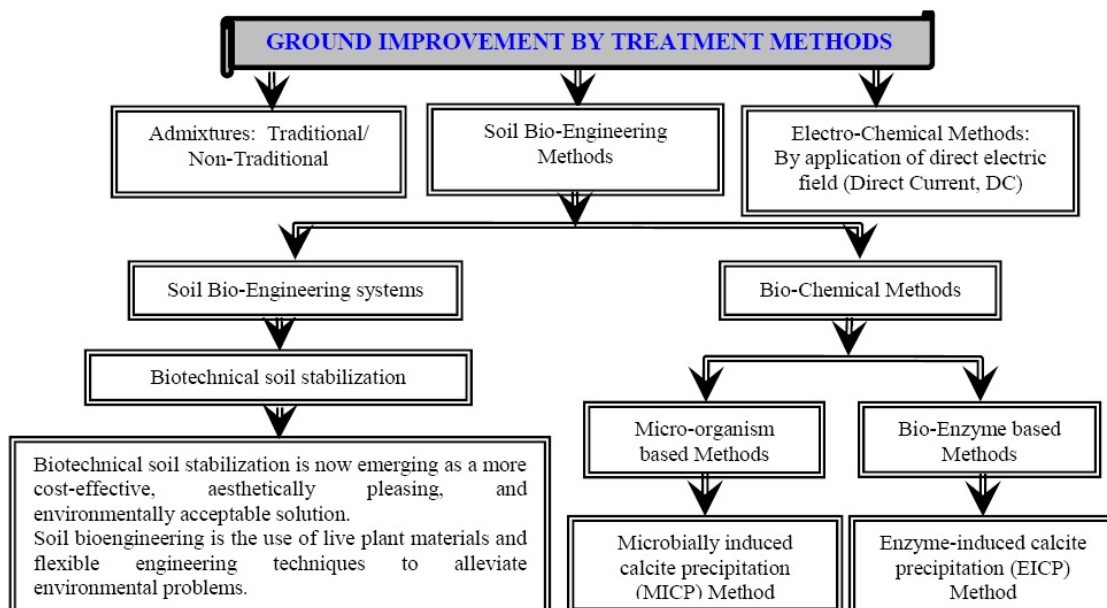 GROUND IMPROVEMENT BY TREATMENT METHODS
Admixtures: Traditional/
Non-Traditional
Soil Bio-Engineering
Methods
Electro-Chemical Methods:
By application of direct electric
field (Direct Current, DC)
Soil Bio-Engineering systems
Bio-Chemical Methods
Biotechnical soil stabilization
Micro-organism
based Methods
Bio-Enzyme based
Methods
Biotechnical soil stabilization is now emerging as a more
cost-effective, aesthetically pleasing, and
environmentally acceptable solution.
Soil bioengineering is the use of live plant materials and
flexible engineering techniques to alleviate
environmental problems.
Microbially induced
calcite precipitation
(MICP) Method
Enzyme-induced calcite
precipitation (EICP)
Method